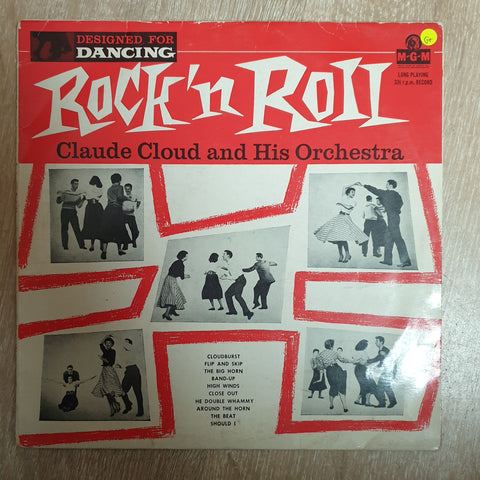 DESIGNED FOR
DANCING
G+
M-G-M
LONG PLAYING
33⅓ r.p.m. RECORD
ROCK 'n ROLL
Claude Cloud and His Orchestra
CLOUDBURST
FLIP AND SKIP
THE BIG HORN
BAND-UP
HIGH WINDS
CLOSE OUT
HE DOUBLE WHAMMY
AROUND THE HORN
THE BEAT
SHOULD I